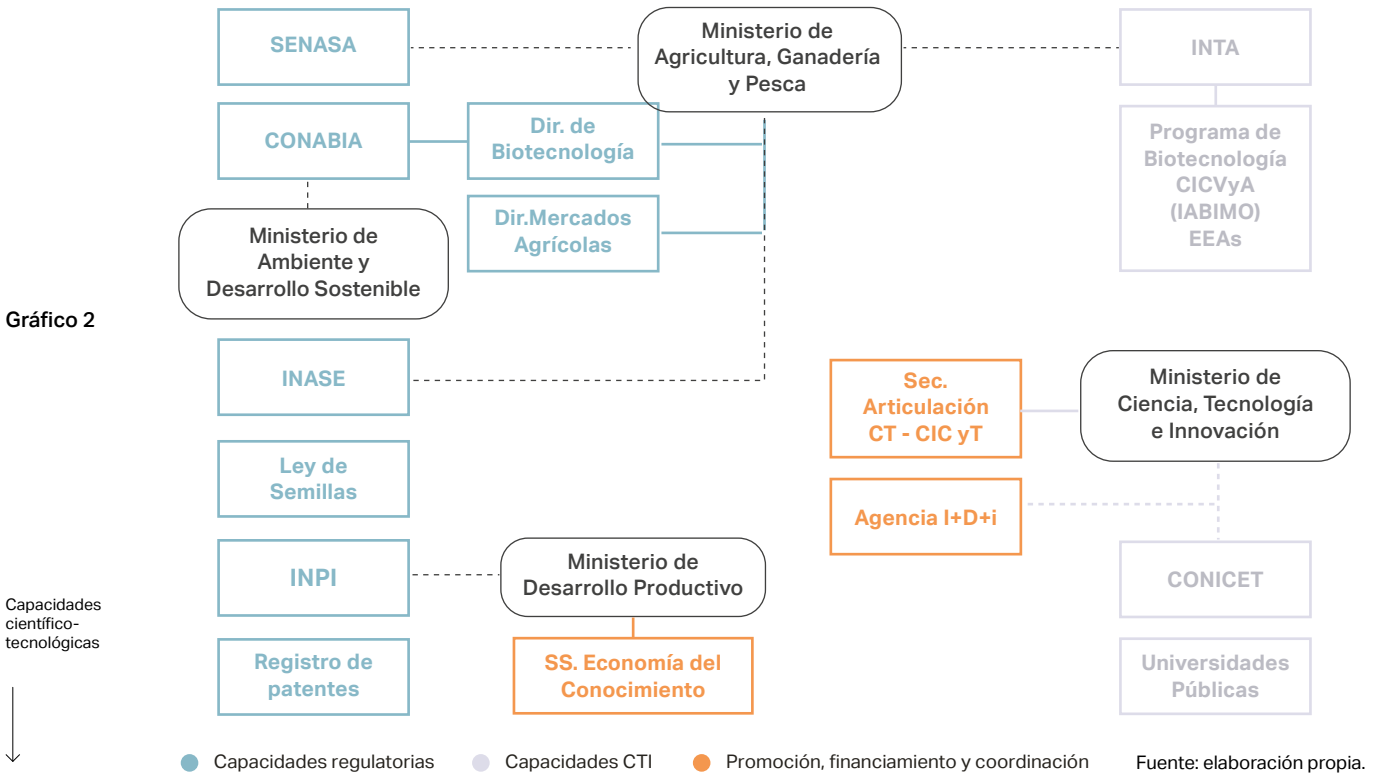 SENASA
Ministerio de
Agricultura, Ganadería
y Pesca
INTA
CONABIA
Dir. de
Biotecnología
Programa de
Biotecnología
CICVyA
(IABIMO)
EEAs
Dir.Mercados
Agrícolas
Ministerio de
Ambiente y
Desarrollo Sostenible
Gráfico 2
INASE
Sec.
Articulación
CT - CIC yT
Ministerio de
Ciencia, Tecnología
e Innovación
Ley de
Semillas
Agencia I+D+i
INPI
Ministerio de
Desarrollo Productivo
CONICET
Capacidades
científico-
tecnológicas
Registro de
patentes
SS. Economía del
Conocimiento
Universidades
Públicas
Capacidades regulatorias
Capacidades CTI
Promoción, financiamiento y coordinación
Fuente: elaboración propia.